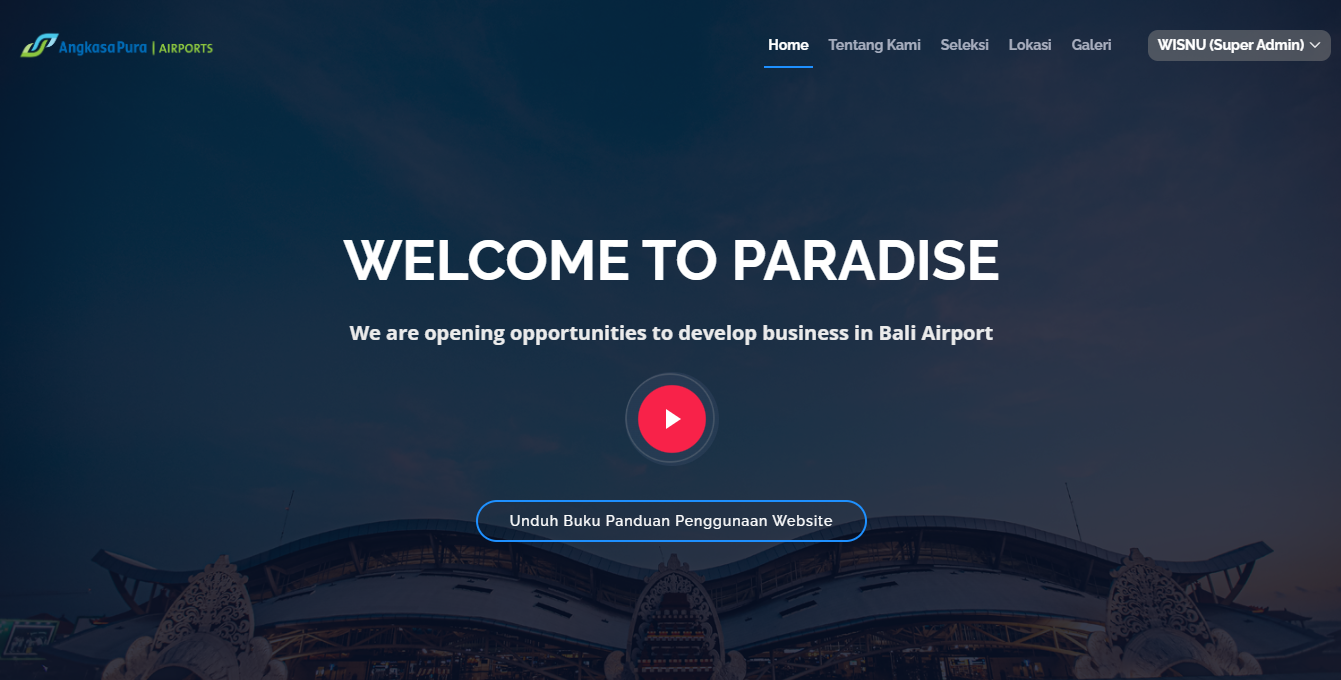 AngkasaPura | AIRPORTS
Home Tentang Kami Seleksi Lokasi Galeri WISNU (Super Admin)
WELCOME TO PARADISE
We are opening opportunities to develop business in Bali Airport
Unduh Buku Panduan Penggunaan Website